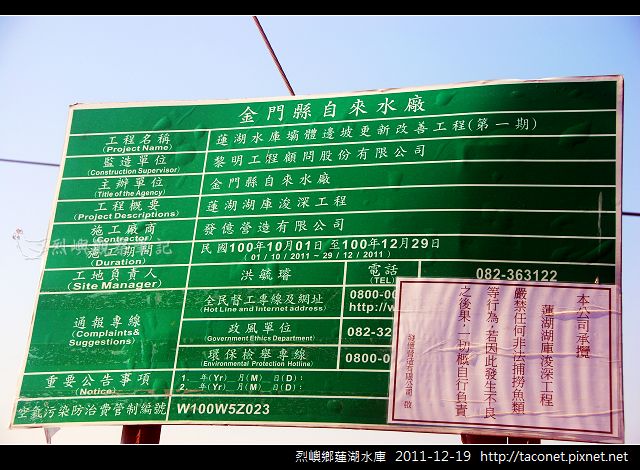 金門縣自來水廠
工程名稱
(Project Name)
蓮湖水庫壩體邊坡更新改善工程(第一期)
監造單位
(Construction Supervisor)
黎明工程顧問股份有限公司
主辦單位
(Title of the Agency)
金門縣自來水廠
工程概要
(Project Descriptions)
蓮湖湖庫浚深工程
施工廠商
(Contractor)
發億營造有限公司
施工期間
(Duration)
民國100年10月01日 至100年12月29日
(01 / 10 / 2011 ~ 29 / 12 / 2011)
工地負責人
(Site Manager)
洪毓璿
電話
(TEL)
082-363122
通報專線
(Complaints&
Suggestions)
全民督工專線及網址
(Hot Line and Internet address)
0800-00
http://w
政風單位
(Government Ethics Department)
082-32
環保檢舉專線
(Environmental Protection Hotline)
0800-0
重要公告事項
(Notice)
1. 年(Yr) 月(M) 日(D):
2. 年(Yr) 月(M) 日(D):
空氣污染防治費管制編號
W100W5Z023
本公司承攬
蓮湖湖庫浚深工程
嚴禁任何非法捕撈魚類
等行為,若因此發生不良
之後果,一切概自行負責
發億營造有限公司 啟
烈嶼鄉蓮湖水庫 2011-12-19 http://taconet.pixnet.net